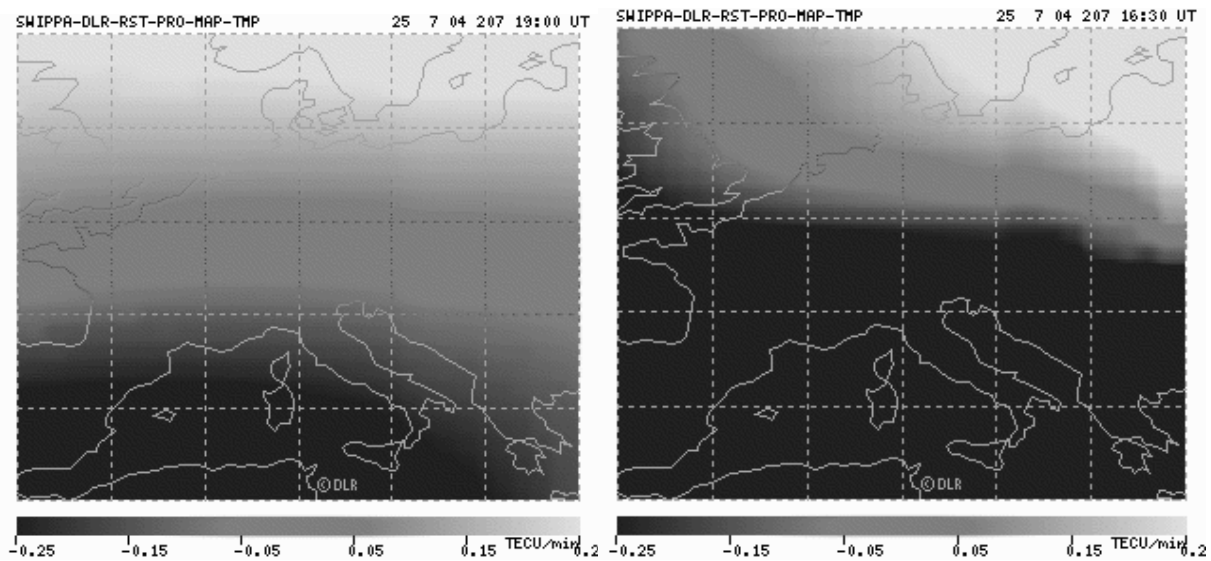 SWIPPA-DLR-RST-PRO-MAP-TMP 25 7 04 207 19:00 UT
©DLR
TECU/min
-0.25 -0.15 -0.05 0.05 0.15 0.2
SWIPPA-DLR-RST-PRO-MAP-TMP 25 7 04 207 16:30 UT
©DLR
TECU/min
-0.25 -0.15 -0.05 0.05 0.15 0.2